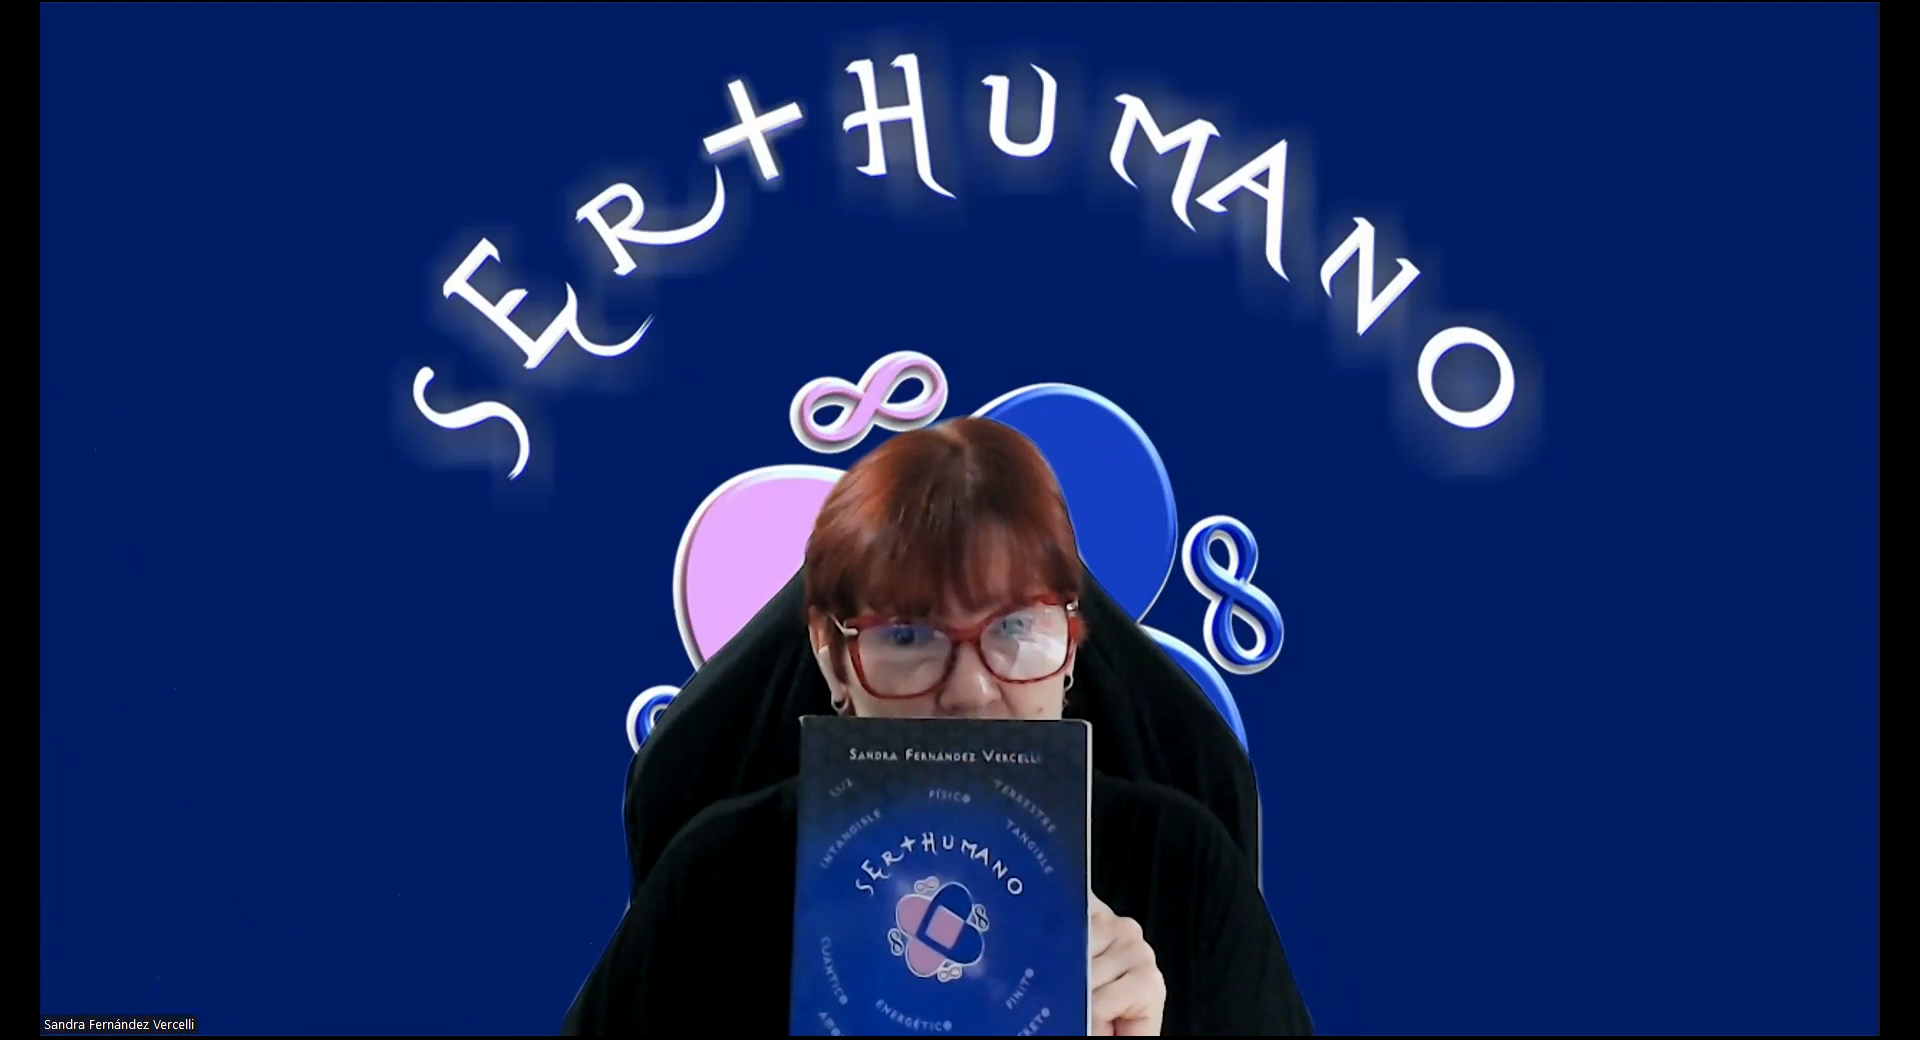 SER+HUMANO
SANDRA FERNÁNDEZ VERCELLI
LUZ
FÍSICO
TERRESTRE
INTANGIBLE
TANGIBLE
SER+HUMANO
CUÁNTICO
ENERGÉTICO
FINITO
Sandra Fernández Vercelli